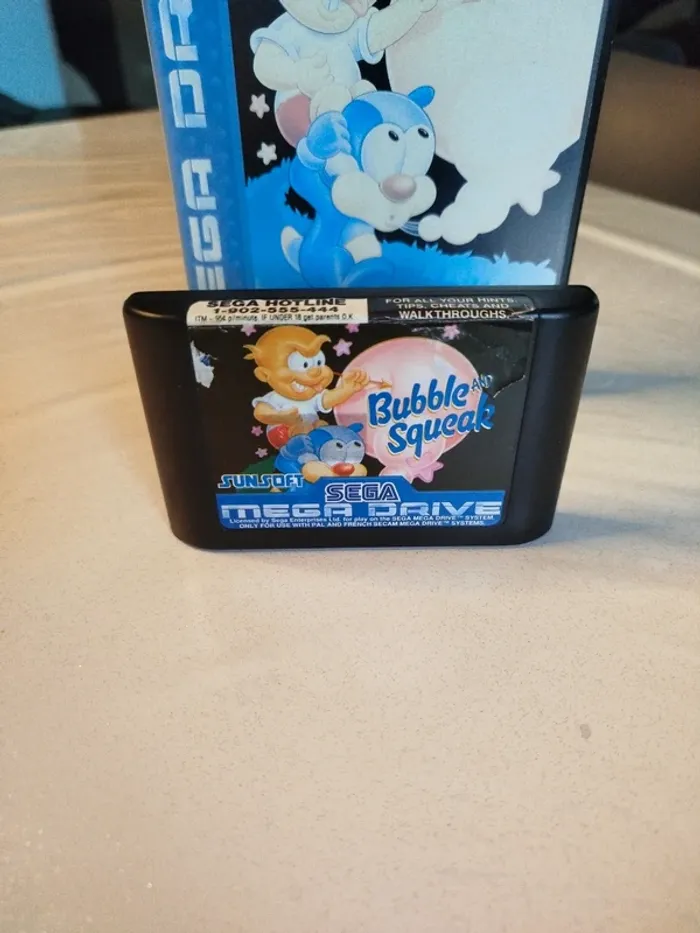 SEGA DR
SEGA HOTLINE
1-902-555-444
ITM - 95¢ p/minute. IF UNDER 18 get parents O.K
FOR ALL YOUR HINTS
TIPS, CHEATS AND
WALKTHROUGHS
Bubble AND
Squeak
SUNSOFT
SEGA
MEGA DRIVE
Licensed by Sega Enterprises Ltd. for play on the SEGA MEGA DRIVE™ SYSTEM.
ONLY FOR USE WITH PAL AND FRENCH SECAM MEGA DRIVE™ SYSTEMS.